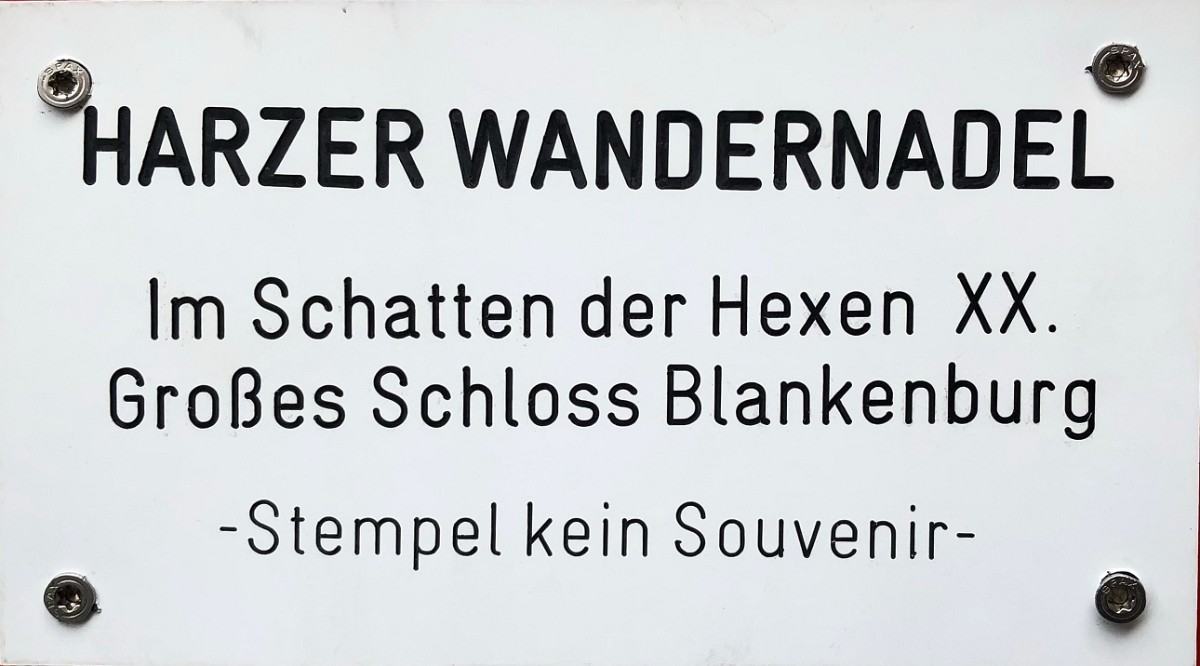 HARZER WANDERNADEL
Im Schatten der Hexen XX.
Großes Schloss Blankenburg
-Stempel kein Souvenir-